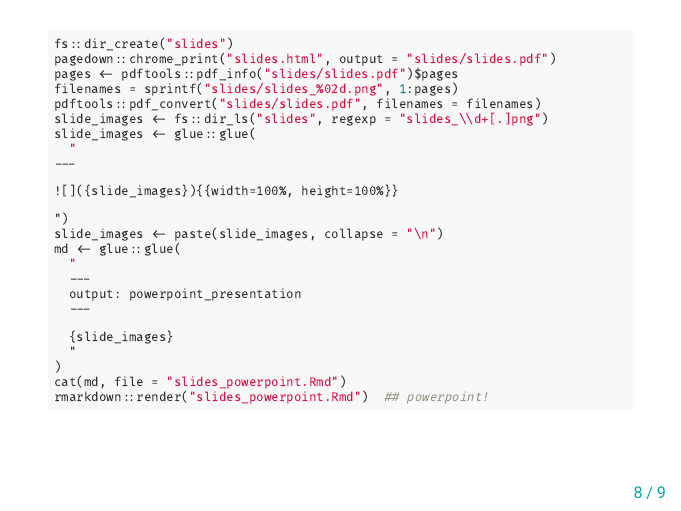 fs::dir_create("slides")
pagedown::chrome_print("slides.html", output = "slides/slides.pdf")
pages <- pdftools::pdf_info("slides/slides.pdf")$pages
filenames = sprintf("slides/slides_%02d.png", 1:pages)
pdftools::pdf_convert("slides/slides.pdf", filenames = filenames)
slide_images <- fs::dir_ls("slides", regexp = "slides_\\d+[.]png")
slide_images <- glue::glue(
  "
---
![]({slide_images}){{width=100%, height=100%}}
")
slide_images <- paste(slide_images, collapse = "\n")
md <- glue::glue(
  "
  ---
  output: powerpoint_presentation
  ---
  {slide_images}
  "
)
cat(md, file = "slides_powerpoint.Rmd")
rmarkdown::render("slides_powerpoint.Rmd")  ## powerpoint!
8 / 9